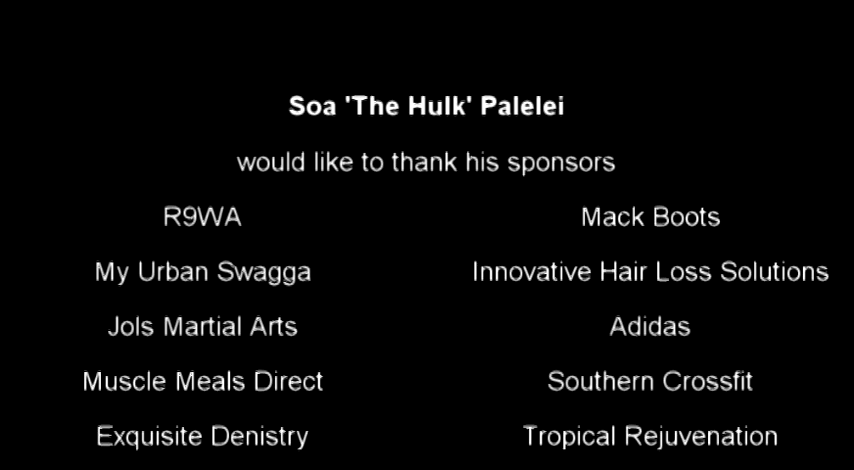 Soa 'The Hulk' Palelei
would like to thank his sponsors
R9WA Mack Boots
My Urban Swagga Innovative Hair Loss Solutions
Jols Martial Arts Adidas
Muscle Meals Direct Southern Crossfit
Exquisite Denistry Tropical Rejuvenation